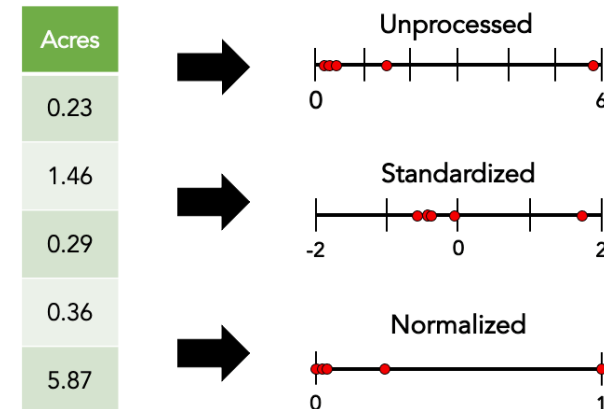 Acres
0.23
1.46
0.29
0.36
5.87
Unprocessed
0 6
Standardized
-2 0 2
Normalized
0 1